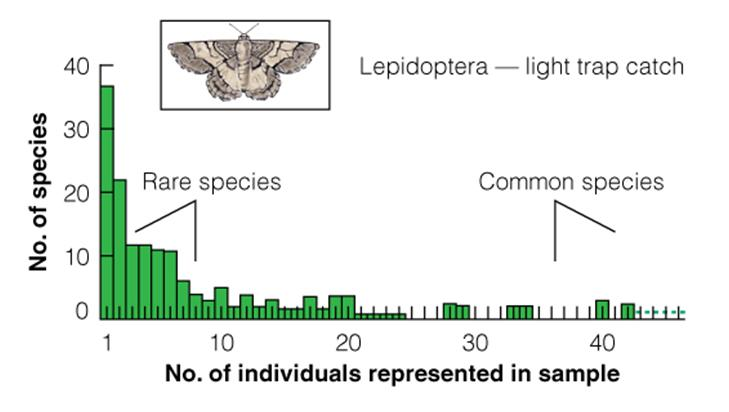 Lepidoptera — light trap catch
No. of species
40
30
20
10
0
Rare species
Common species
1 10 20 30 40
No. of individuals represented in sample